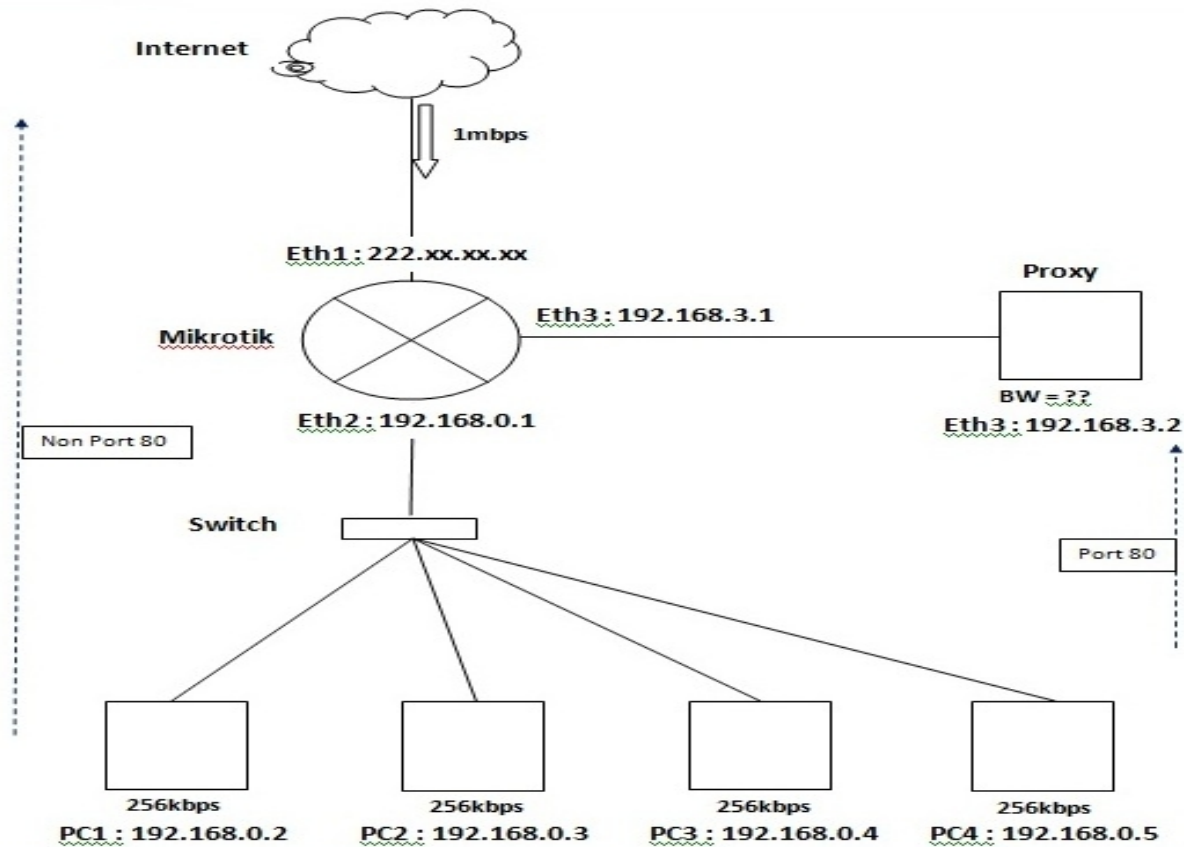 Internet
1mbps
Eth1 : 222.xx.xx.xx
Proxy
Eth3 : 192.168.3.1
Mikrotik
BW = ??
Eth2 : 192.168.0.1
Eth3 : 192.168.3.2
Non Port 80
Switch
Port 80
256kbps
256kbps
256kbps
256kbps
PC1 : 192.168.0.2
PC2 : 192.168.0.3
PC3 : 192.168.0.4
PC4 : 192.168.0.5